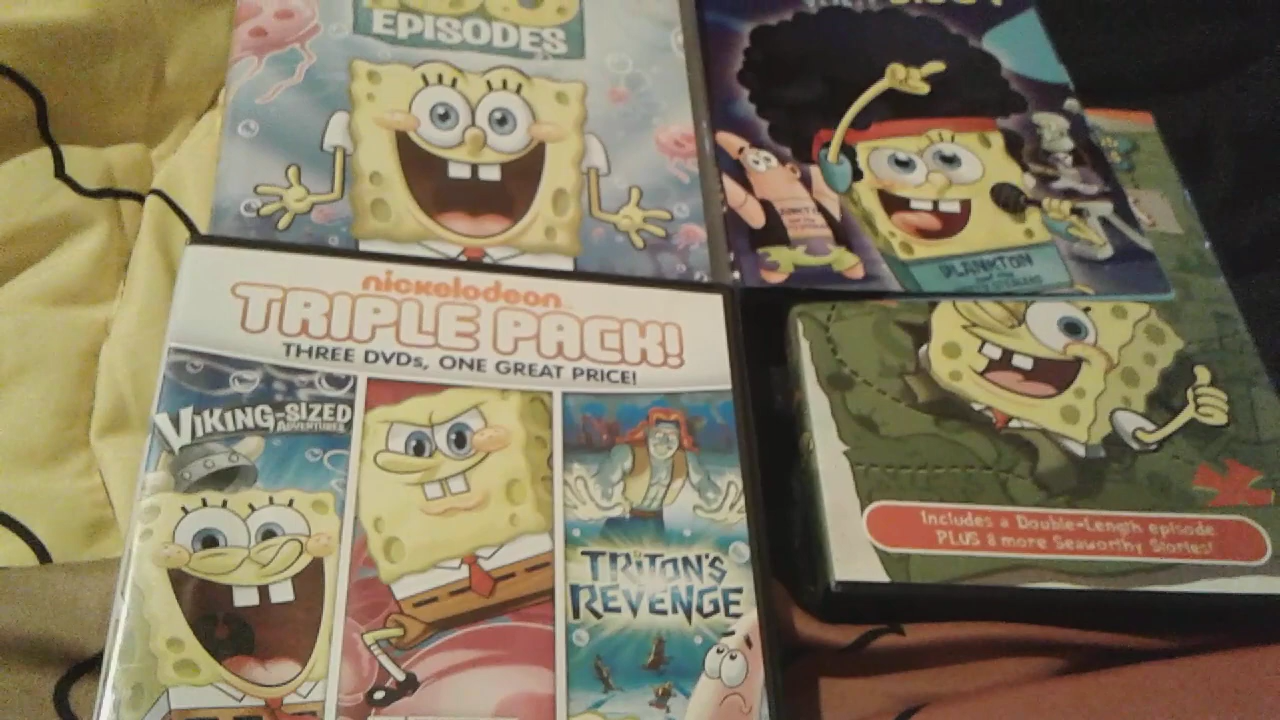 100
EPISODES
nickelodeon
TRIPLE PACK!
THREE DVDs, ONE GREAT PRICE!
VIKING-SIZED
ADVENTURES
TRITON'S
REVENGE
PLANKTON
Includes a Double-Length episode
PLUS 8 more Seaworthy Stories!